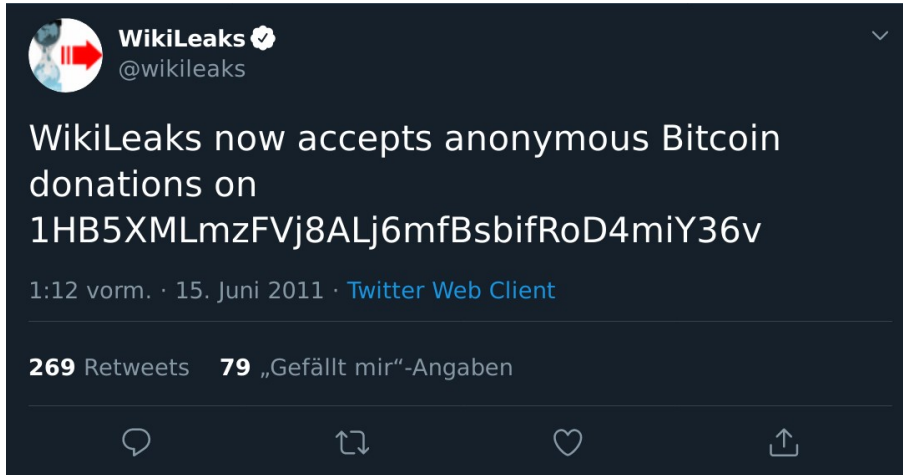 WikiLeaks
@wikileaks
WikiLeaks now accepts anonymous Bitcoin
donations on
1HB5XMLmzFVj8ALj6mfBsbifRoD4miY36v
1:12 vorm. · 15. Juni 2011 · Twitter Web Client
269 Retweets 79 „Gefällt mir“-Angaben